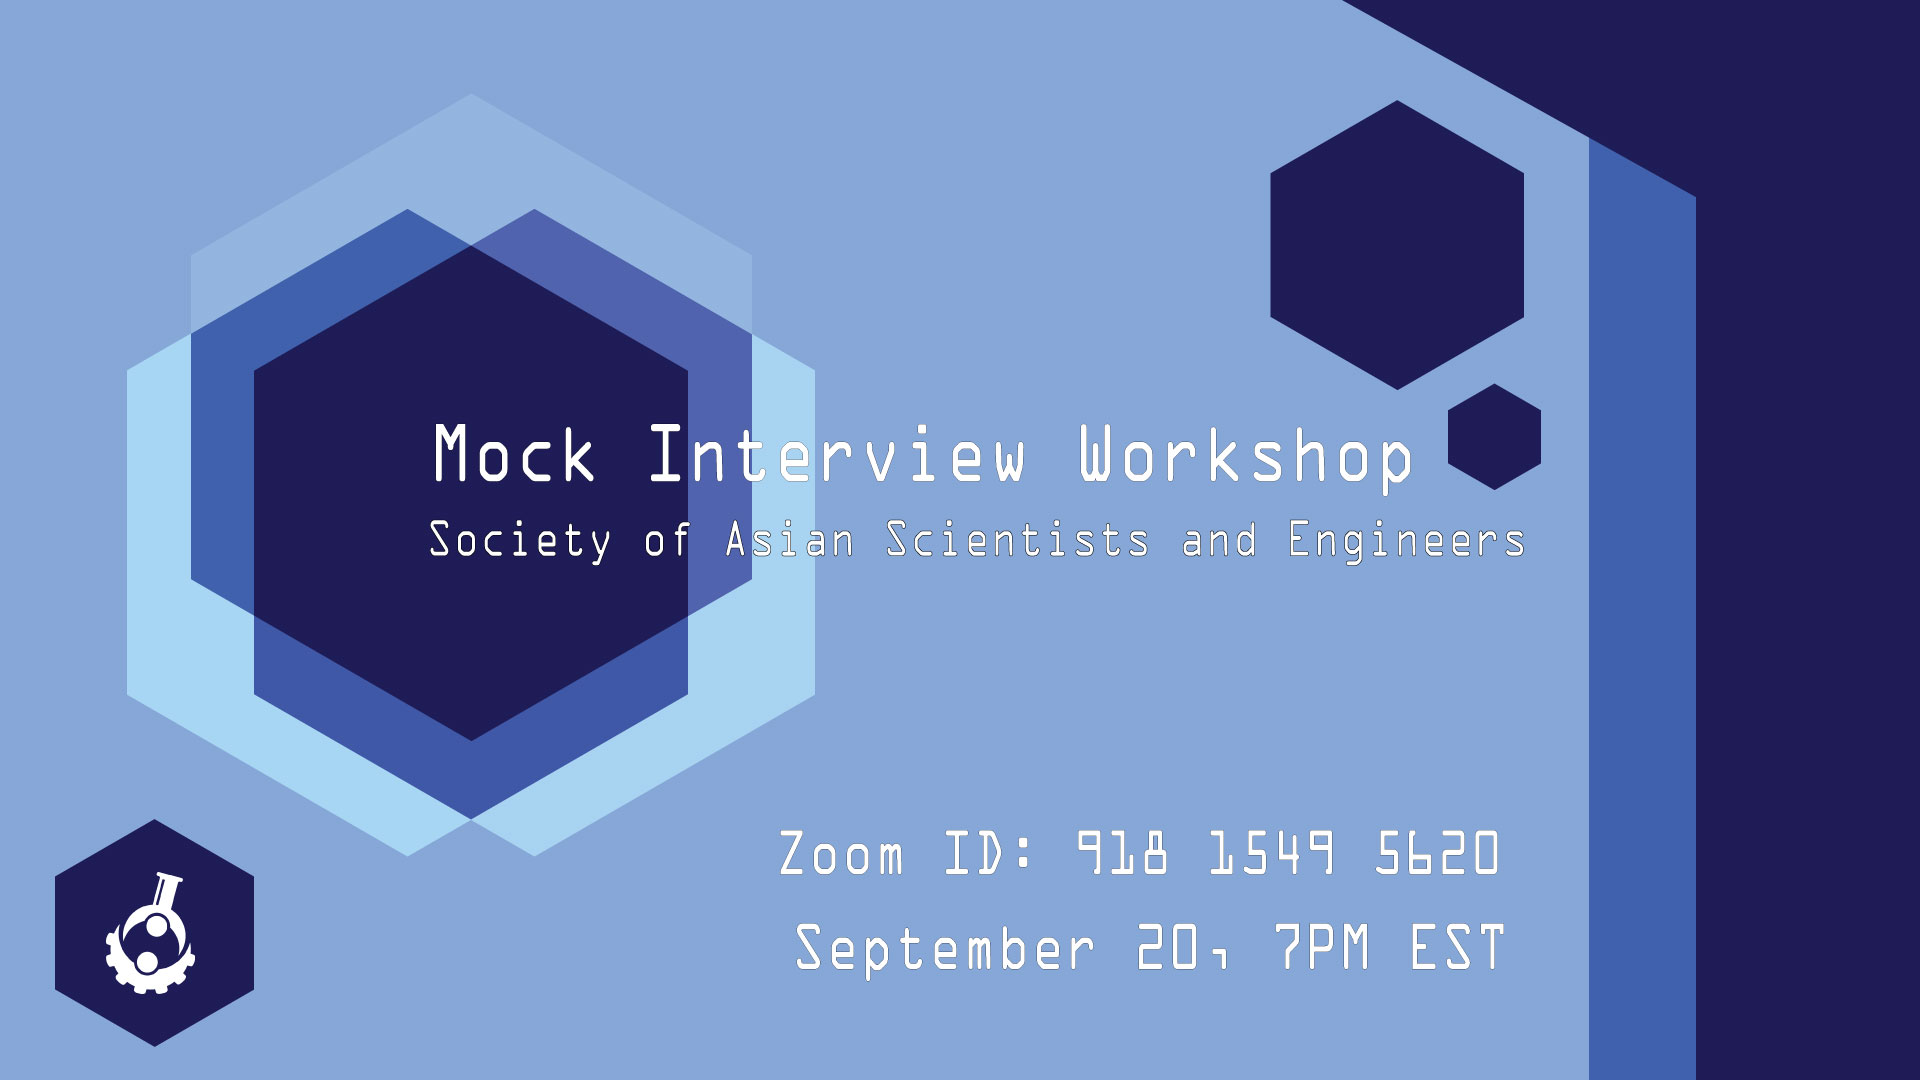 Mock Interview Workshop
Society of Asian Scientists and Engineers
Zoom ID: 918 1549 5620
September 20, 7PM EST